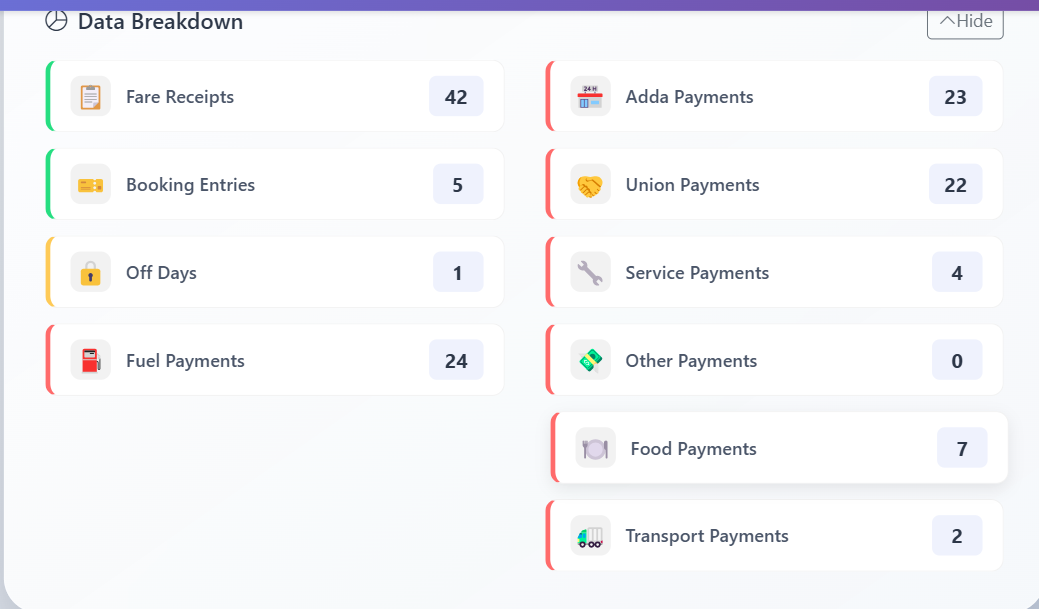 Data Breakdown
Hide
Fare Receipts 42
Adda Payments 23
Booking Entries 5
Union Payments 22
Off Days 1
Service Payments 4
Fuel Payments 24
Other Payments 0
Food Payments 7
Transport Payments 2